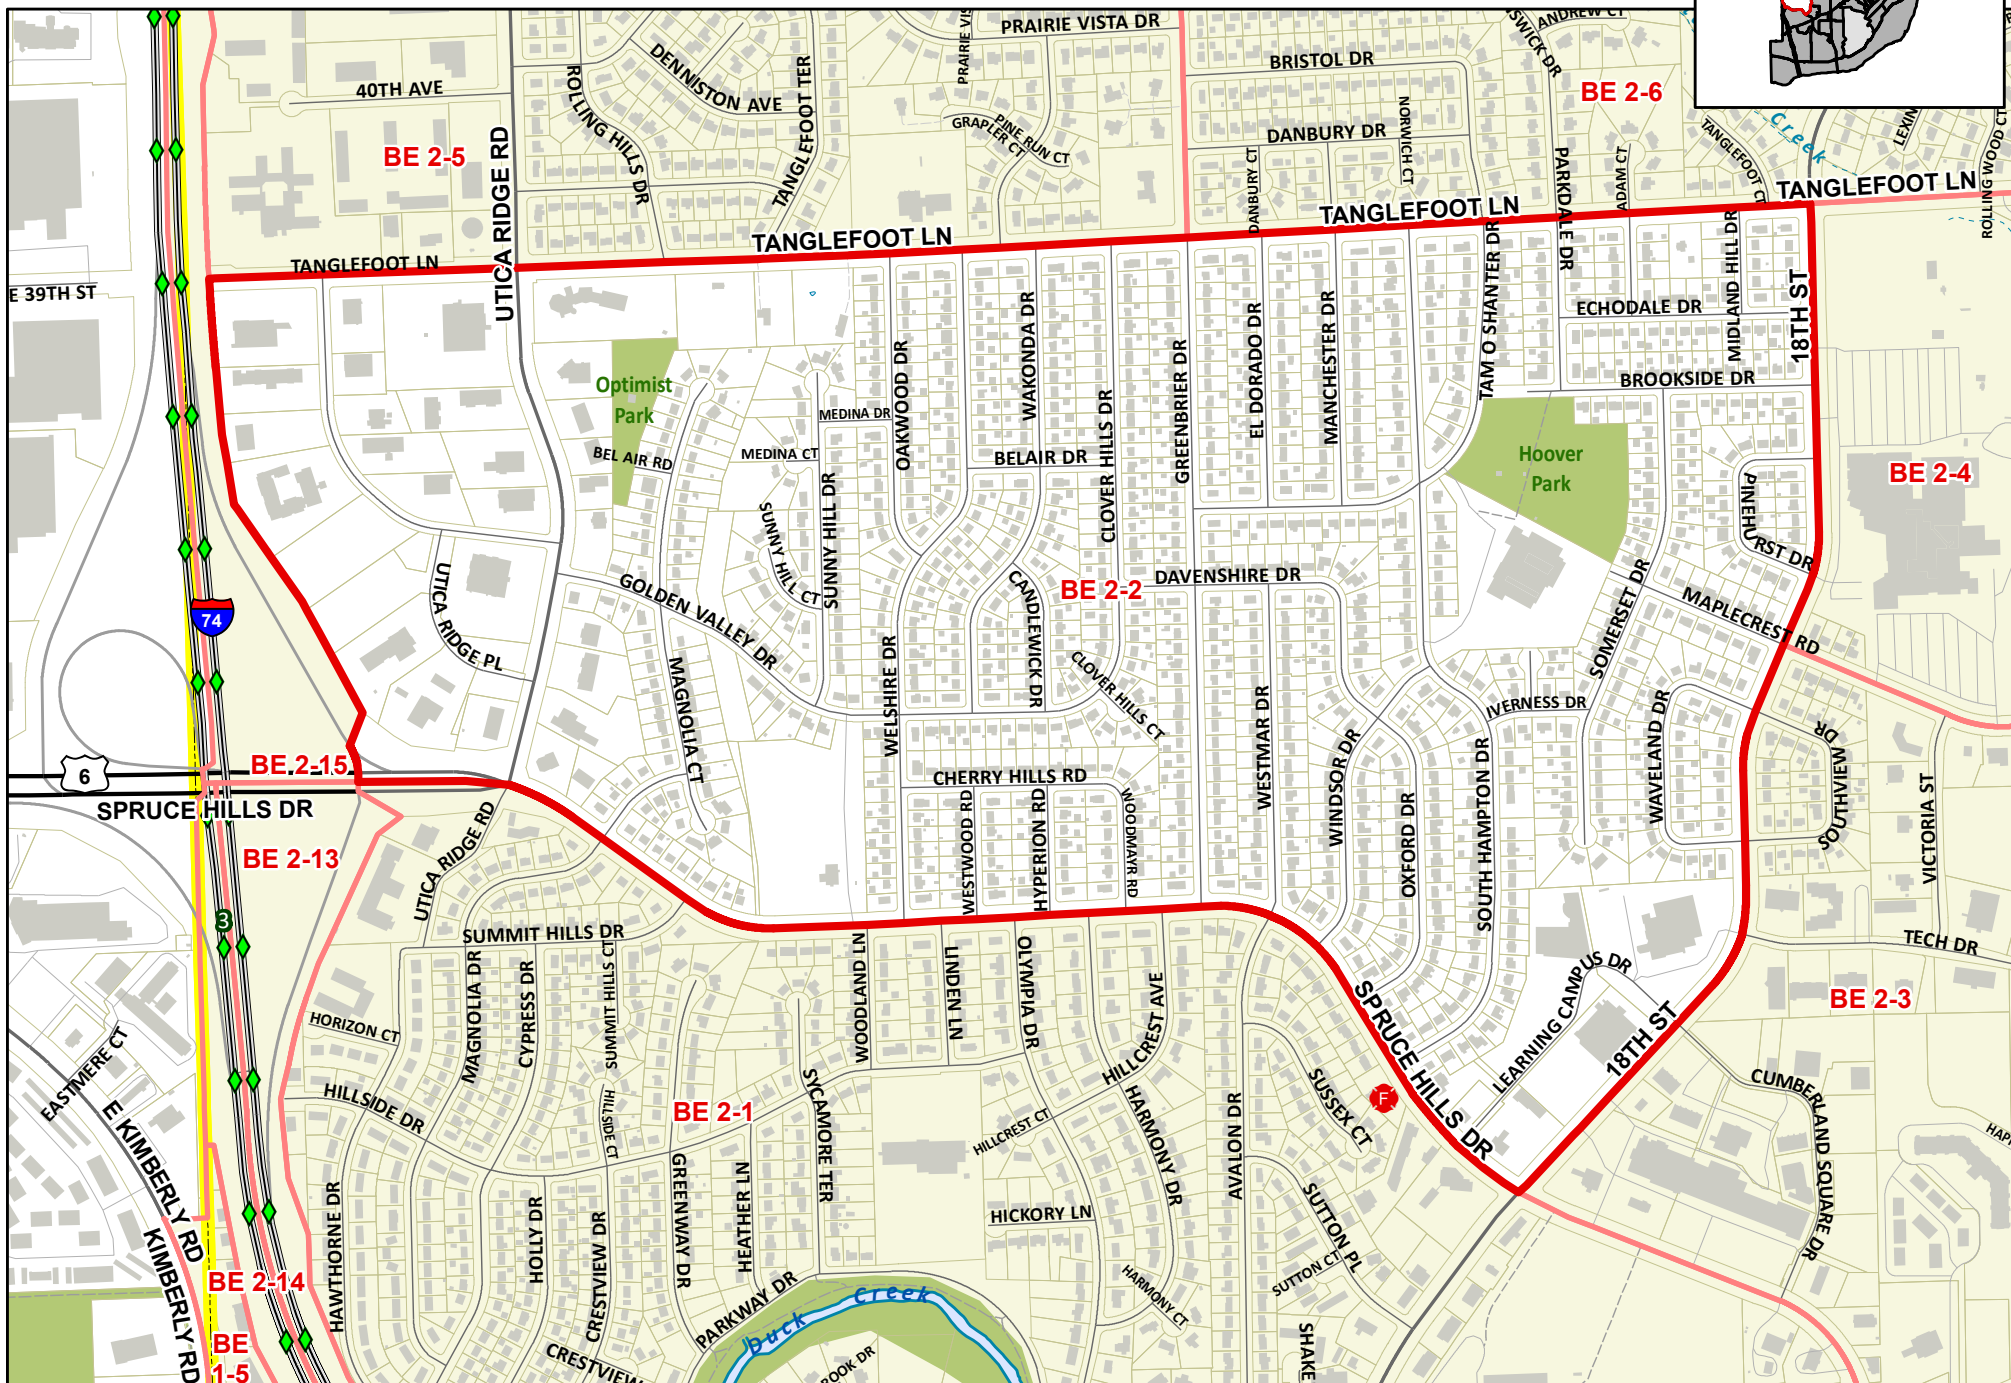 PRAIRIE VISTA DR
ANDREW CT
DENNISTON AVE
TANGLEFOOT TER
BRISTOL DR
40TH AVE
ROLLING HILLS DR
BE 2-6
NORWICH CT
GRAPLER CT
PINE RUN CT
DANBURY DR
TANGLEFOOT CT
Creek
BE 2-5
UTICA RIDGE RD
DANBURY CT
PARKDALE DR
ADAM CT
ROLLING WOOD CT
TANGLEFOOT LN
TANGLEFOOT LN
TANGLEFOOT LN
TANGLEFOOT LN
E 39TH ST
WAKONDA DR
EL DORADO DR
MANCHESTER DR
TAM O SHANTER DR
ECHODALE DR
MIDLAND HILL DR
18TH ST
Optimist
Park
OAKWOOD DR
CLOVER HILLS DR
GREENBRIER DR
BROOKSIDE DR
MEDINA DR
BEL AIR RD
MEDINA CT
BELAIR DR
Hoover
Park
BE 2-4
PINEHURST DR
SUNNY HILL CT
SUNNY HILL DR
UTICA RIDGE PL
GOLDEN VALLEY DR
CANDLEWICK DR
BE 2-2
DAVENSHIRE DR
SOMERSET DR
MAPLECREST RD
74
MAGNOLIA CT
WELSHIRE DR
CLOVER HILLS CT
WESTMAR DR
WINDSOR DR
IVERNESS DR
WAVELAND DR
SOUTHVIEW DR
6
BE 2-15
SPRUCE HILLS DR
CHERRY HILLS RD
WESTWOOD RD
HYPERION RD
WOODMAYR RD
OXFORD DR
SOUTH HAMPTON DR
VICTORIA ST
BE 2-13
UTICA RIDGE RD
3
SUMMIT HILLS DR
MAGNOLIA DR
CYPRESS DR
SUMMIT HILLS CT
WOODLAND LN
LINDEN LN
OLYMPIA DR
HILLCREST AVE
SPRUCE HILLS DR
LEARNING CAMPUS DR
18TH ST
TECH DR
BE 2-3
HORIZON CT
EASTMERE CT
HILLSIDE DR
HILLSIDE CT
BE 2-1
SYCAMORE TER
HILLCREST CT
HARMONY DR
AVALON DR
SUSSEX CT
F
CUMBERLAND SQUARE DR
E KIMBERLY RD
KIMBERLY RD
HAWTHORNE DR
HOLLY DR
CRESTVIEW DR
GREENWAY DR
HEATHER LN
HICKORY LN
SUTTON PL
SUTTON CT
HARMONY CT
BE 2-14
PARKWAY DR
Duck Creek
BE
1-5
CRESTVIEW